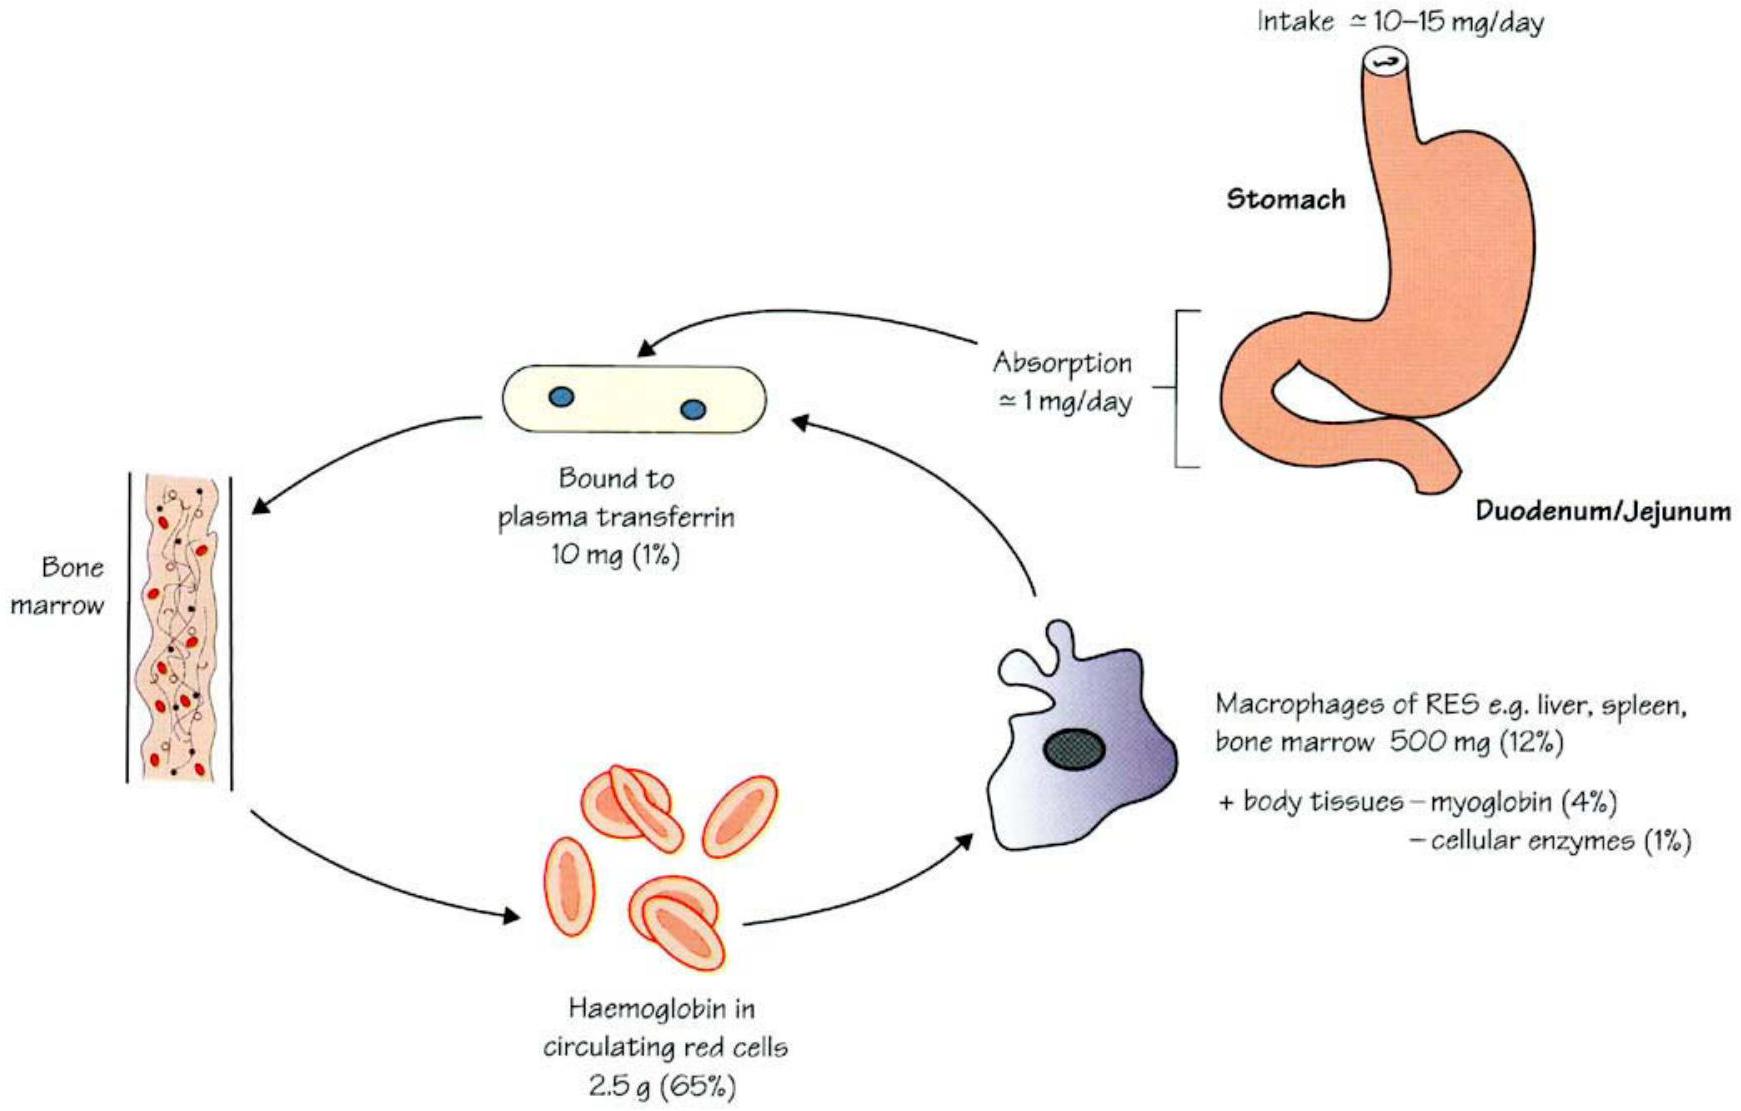 Intake ≃ 10–15 mg/day
Stomach
Absorption
≃ 1 mg/day
Duodenum/Jejunum
Bound to
plasma transferrin
10 mg (1%)
Bone
marrow
Macrophages of RES e.g. liver, spleen,
bone marrow 500 mg (12%)
+ body tissues – myoglobin (4%)
– cellular enzymes (1%)
Haemoglobin in
circulating red cells
2.5 g (65%)